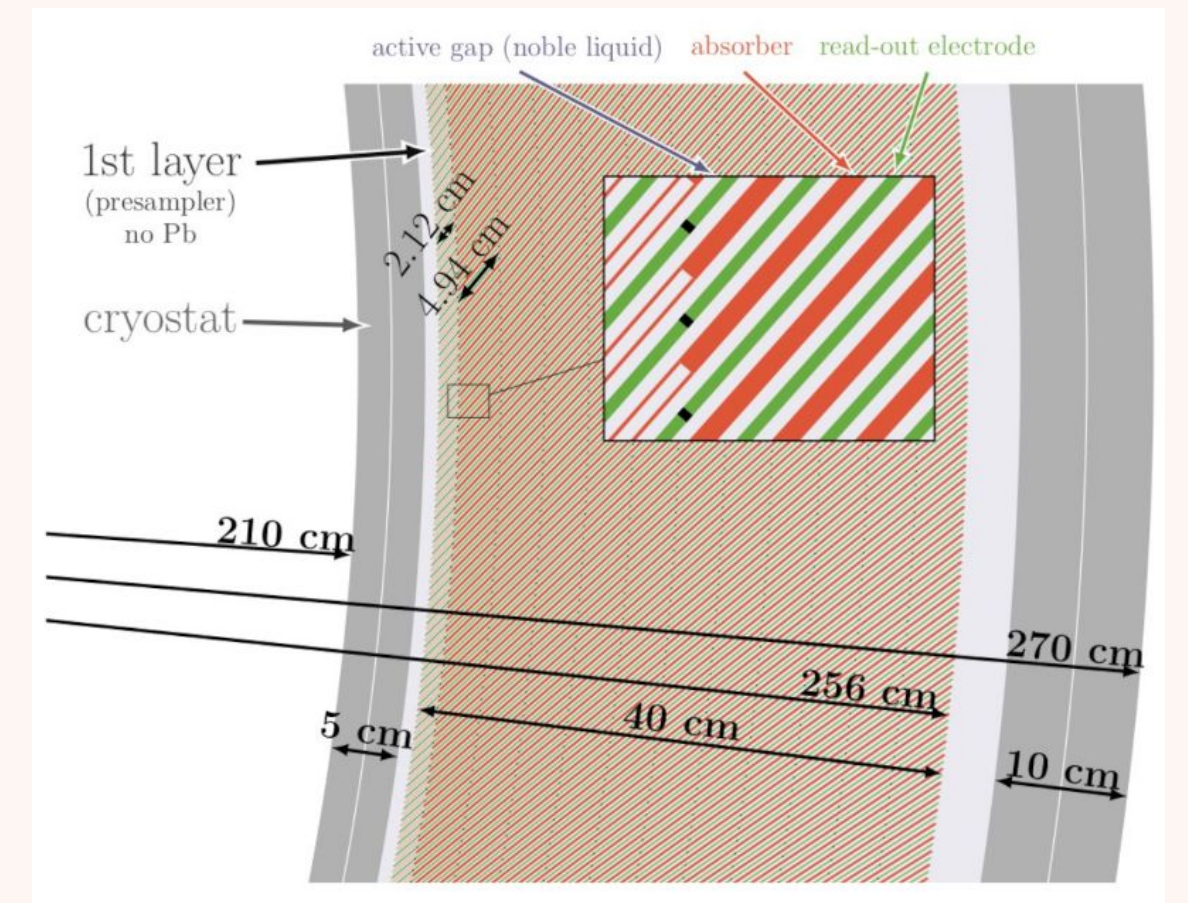 active gap (noble liquid) absorber read-out electrode
1st layer
(presampler)
no Pb
2.12 cm
4.94 cm
cryostat
210 cm
270 cm
256 cm
40 cm
5 cm
10 cm